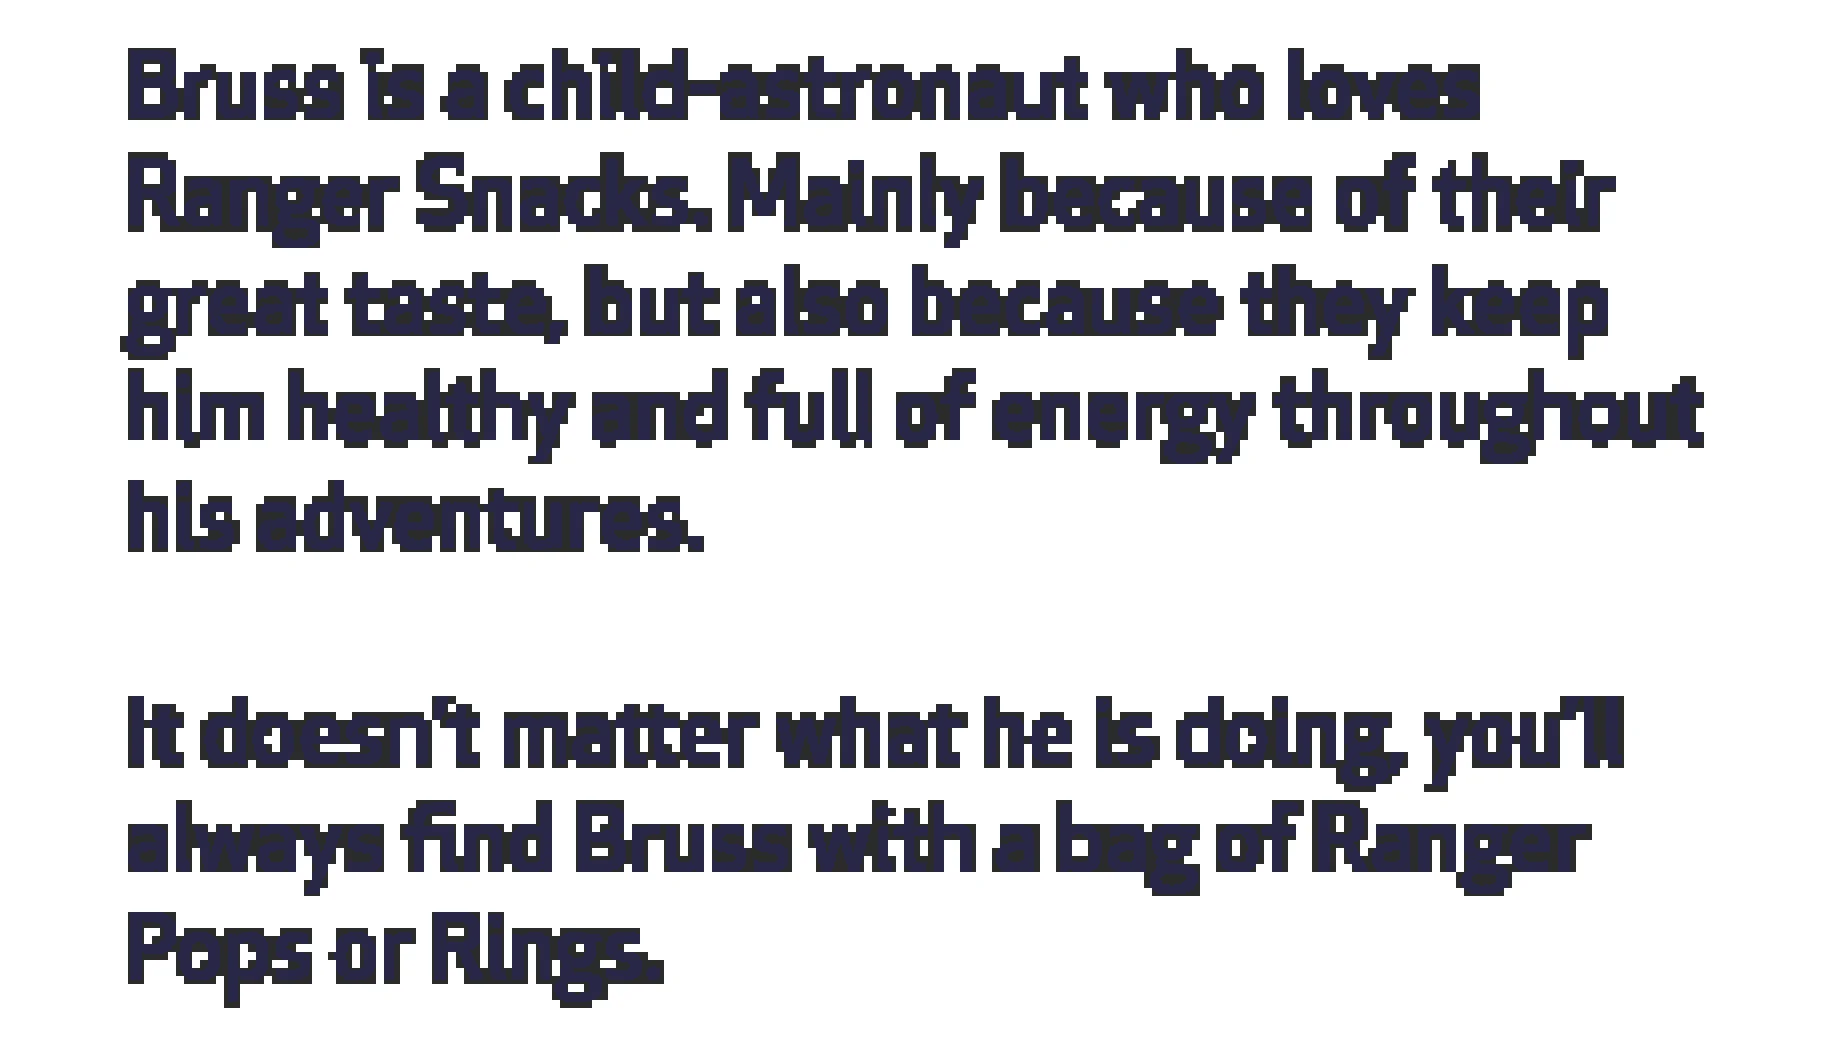 Bruss is a child-astronaut who loves
Ranger Snacks. Mainly because of their
great taste, but also because they keep
him healthy and full of energy throughout
his adventures.
It doesn't matter what he is doing, you'll
always find Bruss with a bag of Ranger
Pops or Rings.